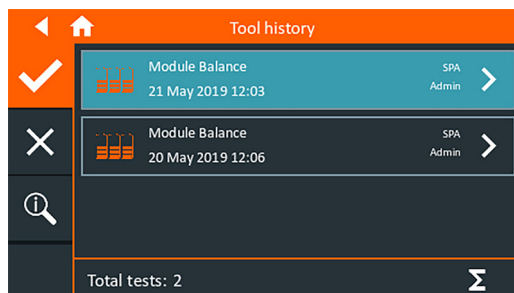 Tool history
Module Balance
21 May 2019 12:03
SPA
Admin
Module Balance
20 May 2019 12:06
SPA
Admin
Total tests: 2
Σ